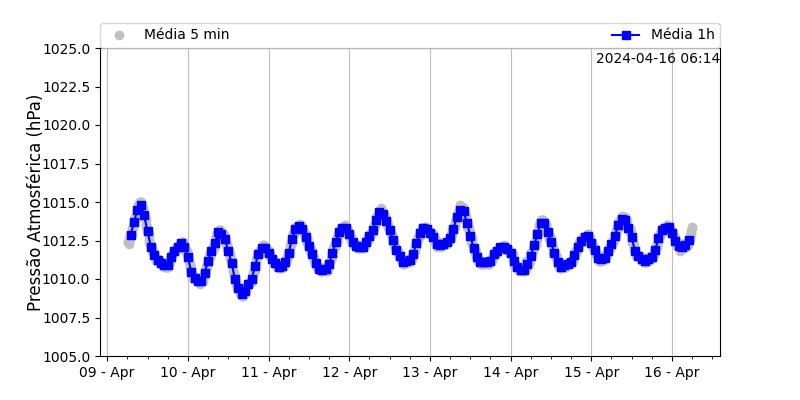 Média 5 min
Média 1h
2024-04-16 06:14
Pressão Atmosférica (hPa)
1025.0
1022.5
1020.0
1017.5
1015.0
1012.5
1010.0
1007.5
1005.0
09 - Apr
10 - Apr
11 - Apr
12 - Apr
13 - Apr
14 - Apr
15 - Apr
16 - Apr